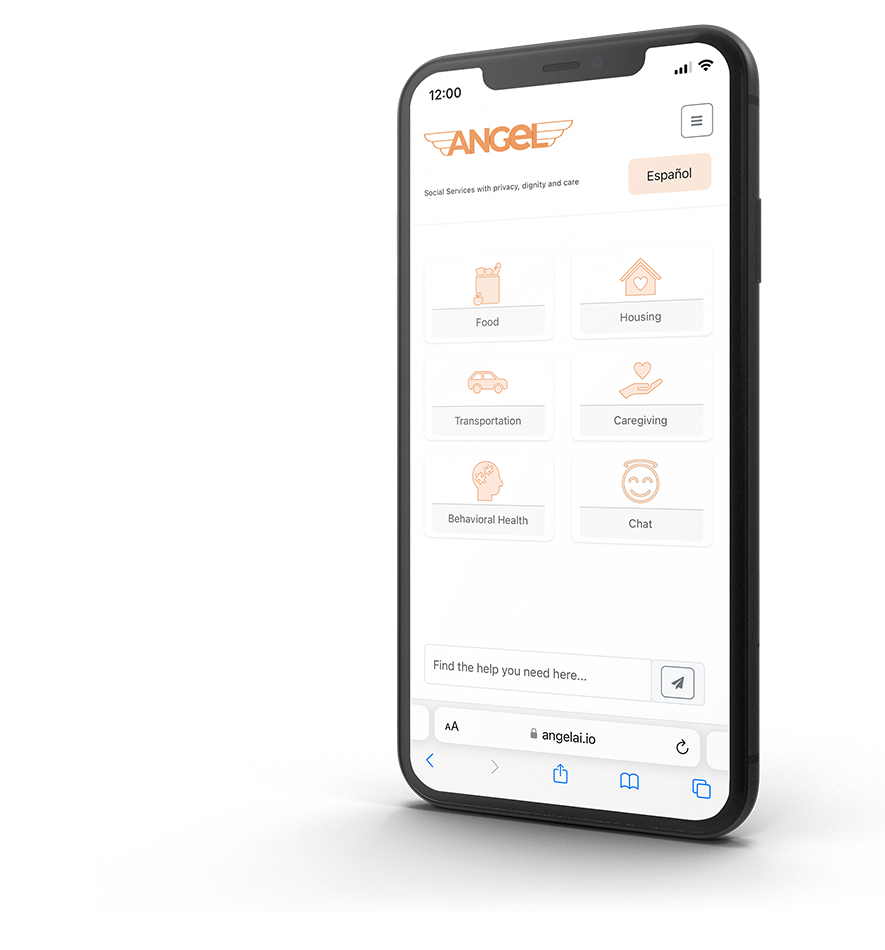 12:00
ANGeL
Social Services with privacy, dignity and care
Español
Food
Housing
Transportation
Caregiving
Behavioral Health
Chat
Find the help you need here...
AA
angelai.io